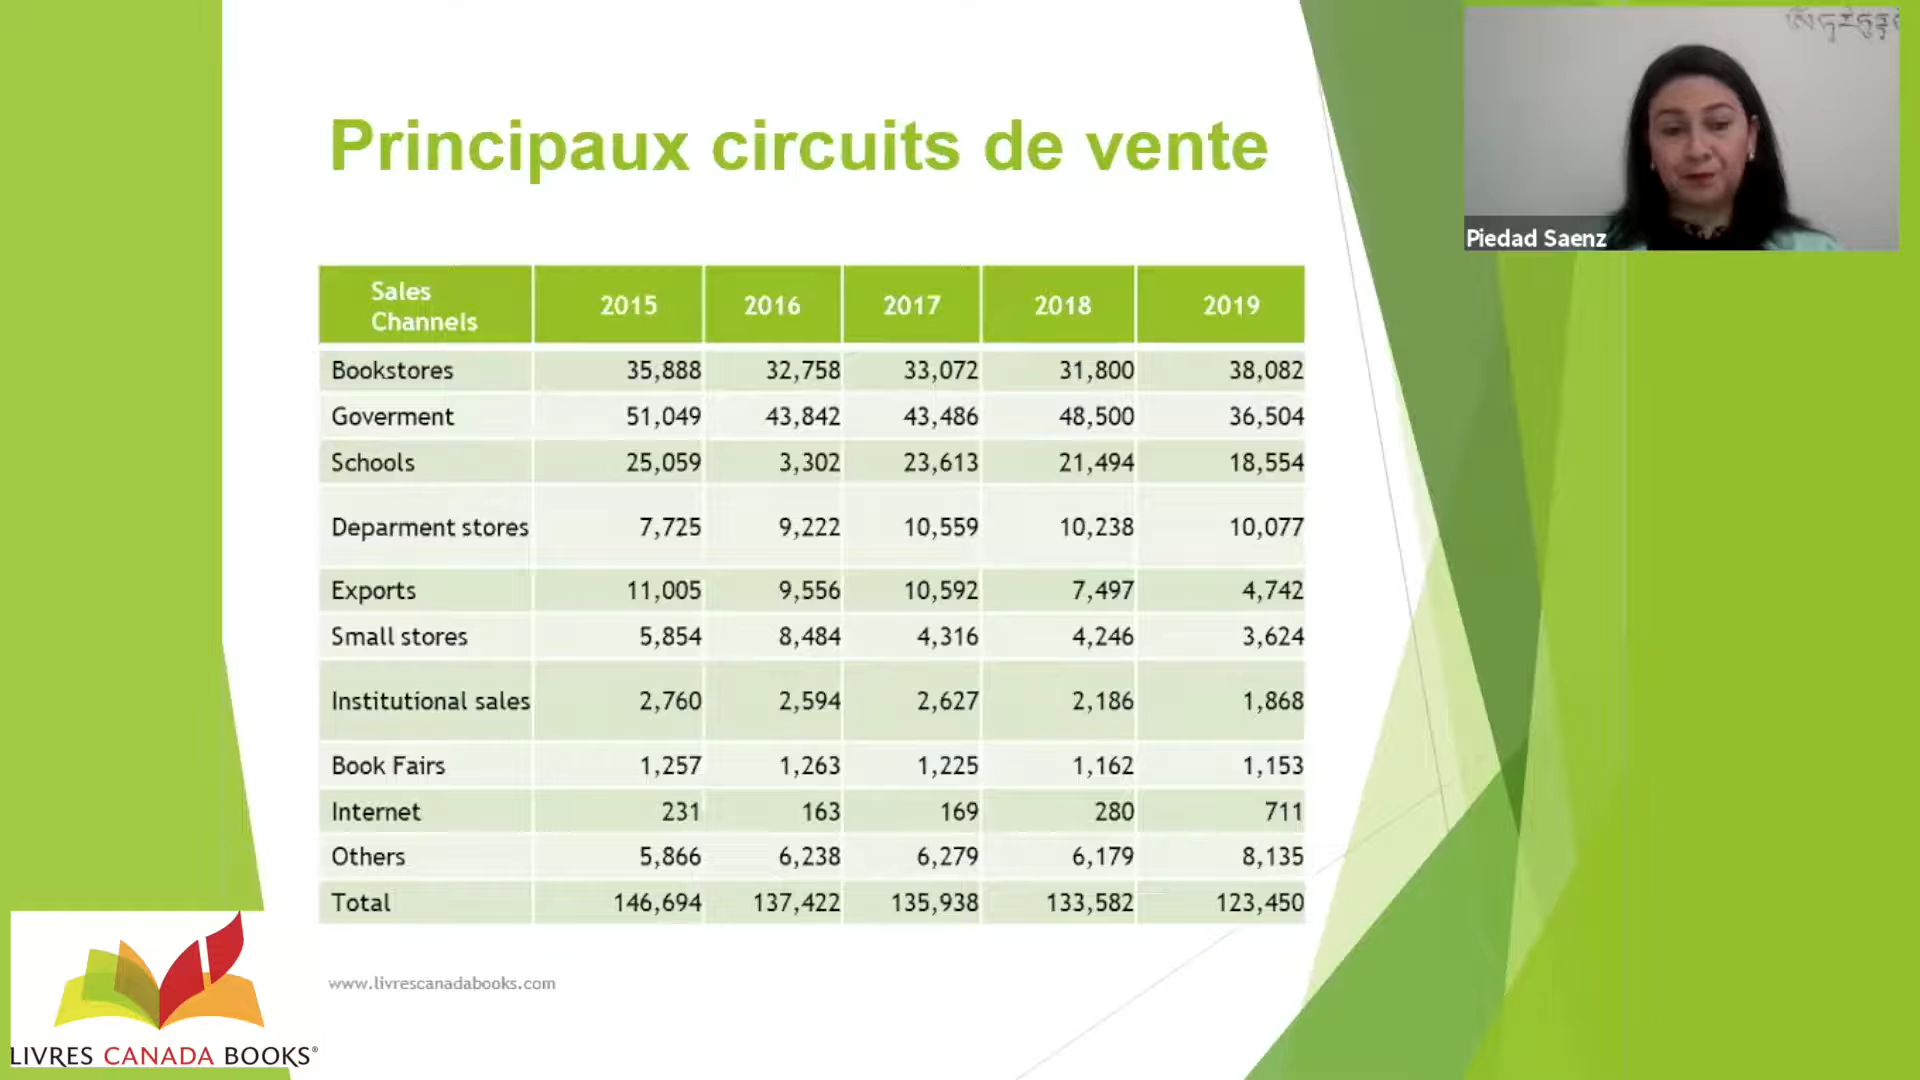 Principaux circuits de vente
Sales Channels 2015 2016 2017 2018 2019
Bookstores 35,888 32,758 33,072 31,800 38,082
Goverment 51,049 43,842 43,486 48,500 36,504
Schools 25,059 3,302 23,613 21,494 18,554
Deparment stores 7,725 9,222 10,559 10,238 10,077
Exports 11,005 9,556 10,592 7,497 4,742
Small stores 5,854 8,484 4,316 4,246 3,624
Institutional sales 2,760 2,594 2,627 2,186 1,868
Book Fairs 1,257 1,263 1,225 1,162 1,153
Internet 231 163 169 280 711
Others 5,866 6,238 6,279 6,179 8,135
Total 146,694 137,422 135,938 133,582 123,450
www.livrescanadabooks.com
LIVRES CANADA BOOKS®
Piedad Saenz